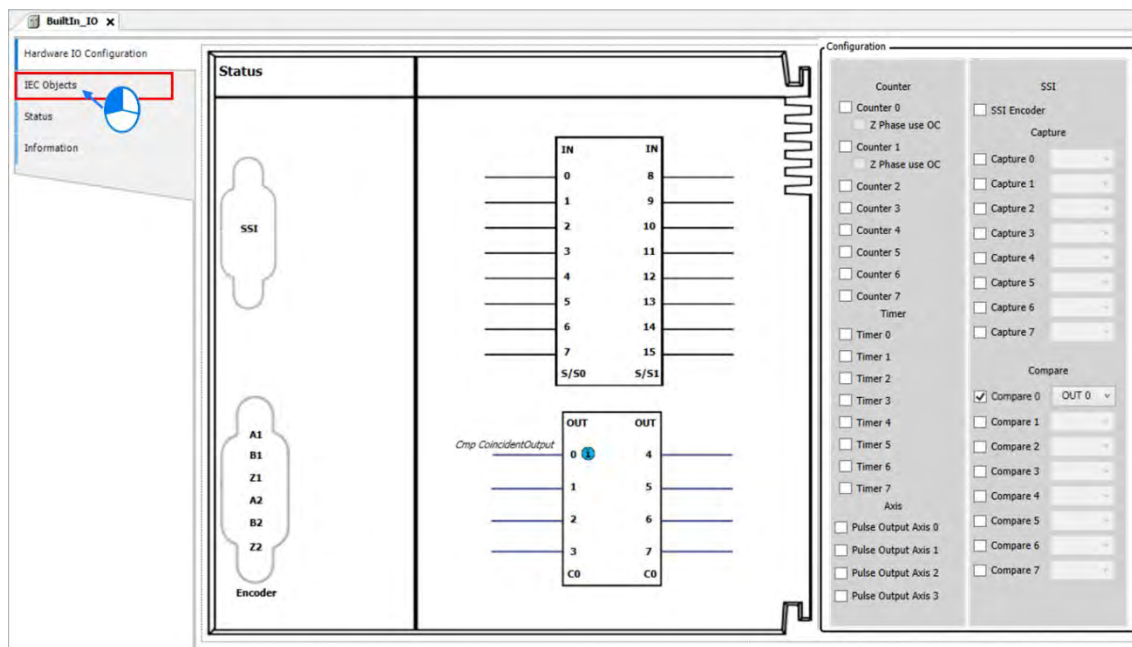 BuiltIn_IO
Hardware IO Configuration
IEC Objects
Status
Information
Status
SSI
A1
B1
Z1
A2
B2
Z2
Encoder
IN IN
0 8
1 9
2 10
3 11
4 12
5 13
6 14
7 15
S/S0 S/S1
OUT OUT
Cmp CoincidentOutput
0 1 4
1 5
2 6
3 7
C0 C0
Configuration
Counter
Counter 0
Z Phase use OC
Counter 1
Z Phase use OC
Counter 2
Counter 3
Counter 4
Counter 5
Counter 6
Counter 7
Timer
Timer 0
Timer 1
Timer 2
Timer 3
Timer 4
Timer 5
Timer 6
Timer 7
Axis
Pulse Output Axis 0
Pulse Output Axis 1
Pulse Output Axis 2
Pulse Output Axis 3
SSI
SSI Encoder
Capture
Capture 0
Capture 1
Capture 2
Capture 3
Capture 4
Capture 5
Capture 6
Capture 7
Compare
Compare 0 OUT 0
Compare 1
Compare 2
Compare 3
Compare 4
Compare 5
Compare 6
Compare 7